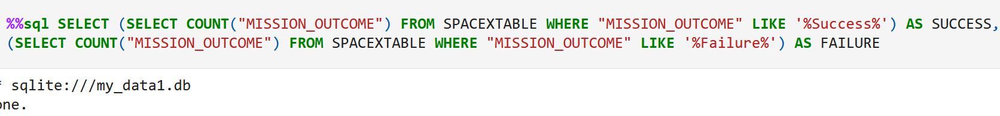 %%sql SELECT (SELECT COUNT("MISSION_OUTCOME") FROM SPACEXTABLE WHERE "MISSION_OUTCOME" LIKE '%Success%') AS SUCCESS,
(SELECT COUNT("MISSION_OUTCOME") FROM SPACEXTABLE WHERE "MISSION_OUTCOME" LIKE '%Failure%') AS FAILURE
* sqlite:///my_data1.db
one.